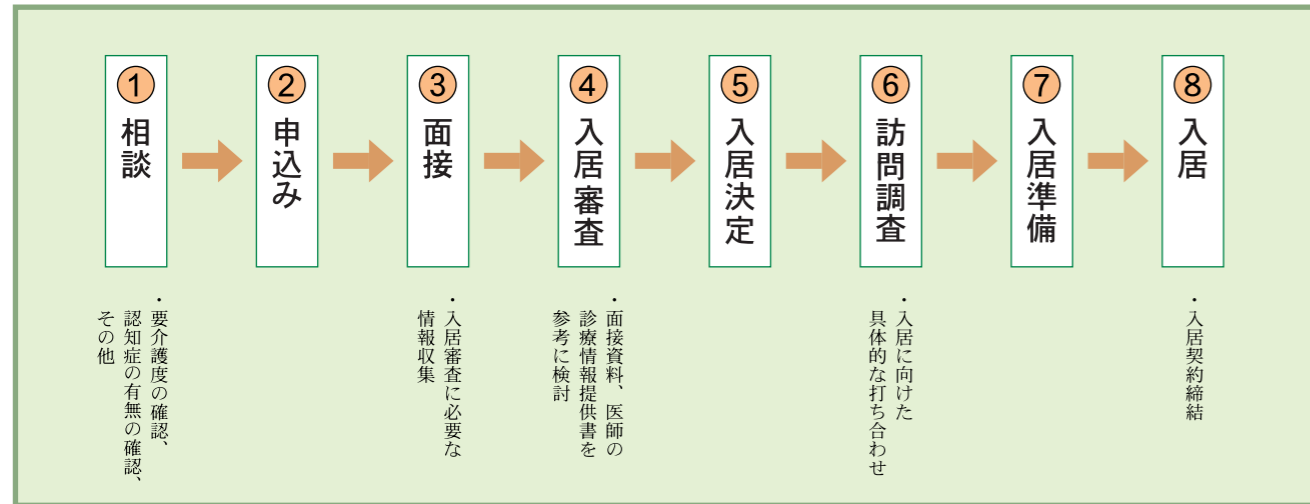 ① 相談
② 申込み
③ 面接
④ 入居審査
⑤ 入居決定
⑥ 訪問調査
⑦ 入居準備
⑧ 入居
・要介護度の確認、
認知症の有無の確認、
その他
・入居審査に必要な
情報収集
・面接資料、医師の
診療情報提供書を
参考に検討
・入居に向けた
具体的な打ち合わせ
・入居契約締結